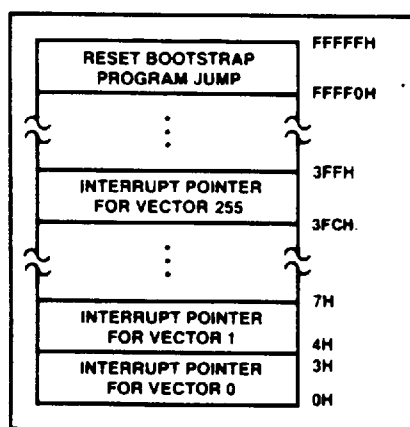 FFFFFH
RESET BOOTSTRAP
PROGRAM JUMP
FFFF0H
3FFH
INTERRUPT POINTER
FOR VECTOR 255
3FCH
7H
INTERRUPT POINTER
FOR VECTOR 1
4H
3H
INTERRUPT POINTER
FOR VECTOR 0
0H